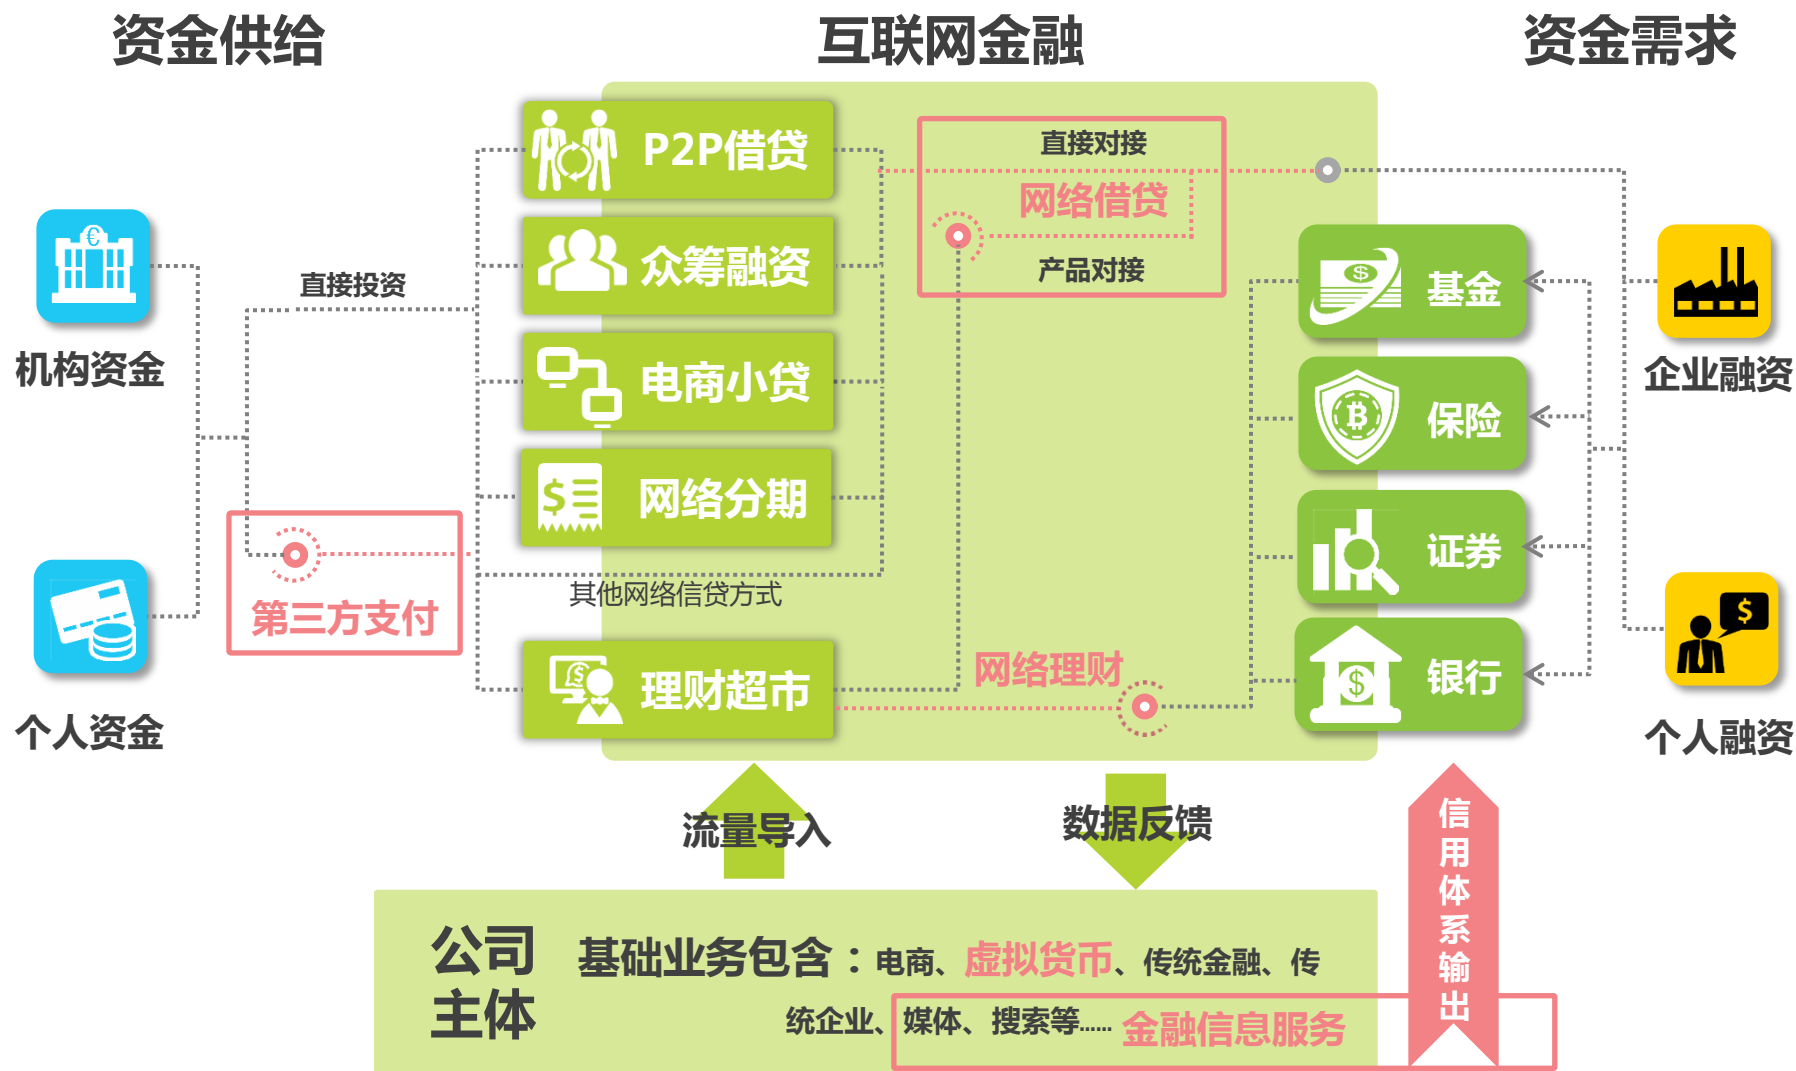 资金供给
互联网金融
资金需求
P2P借贷
直接对接
网络借贷
产品对接
众筹融资
直接投资
基金
机构资金
企业融资
电商小贷
保险
网络分期
证券
第三方支付
其他网络信贷方式
网络理财
理财超市
银行
个人资金
个人融资
流量导入
数据反馈
信用体系输出
公司
主体
基础业务包含：电商、虚拟货币、传统金融、传
统企业、媒体、搜索等...... 金融信息服务